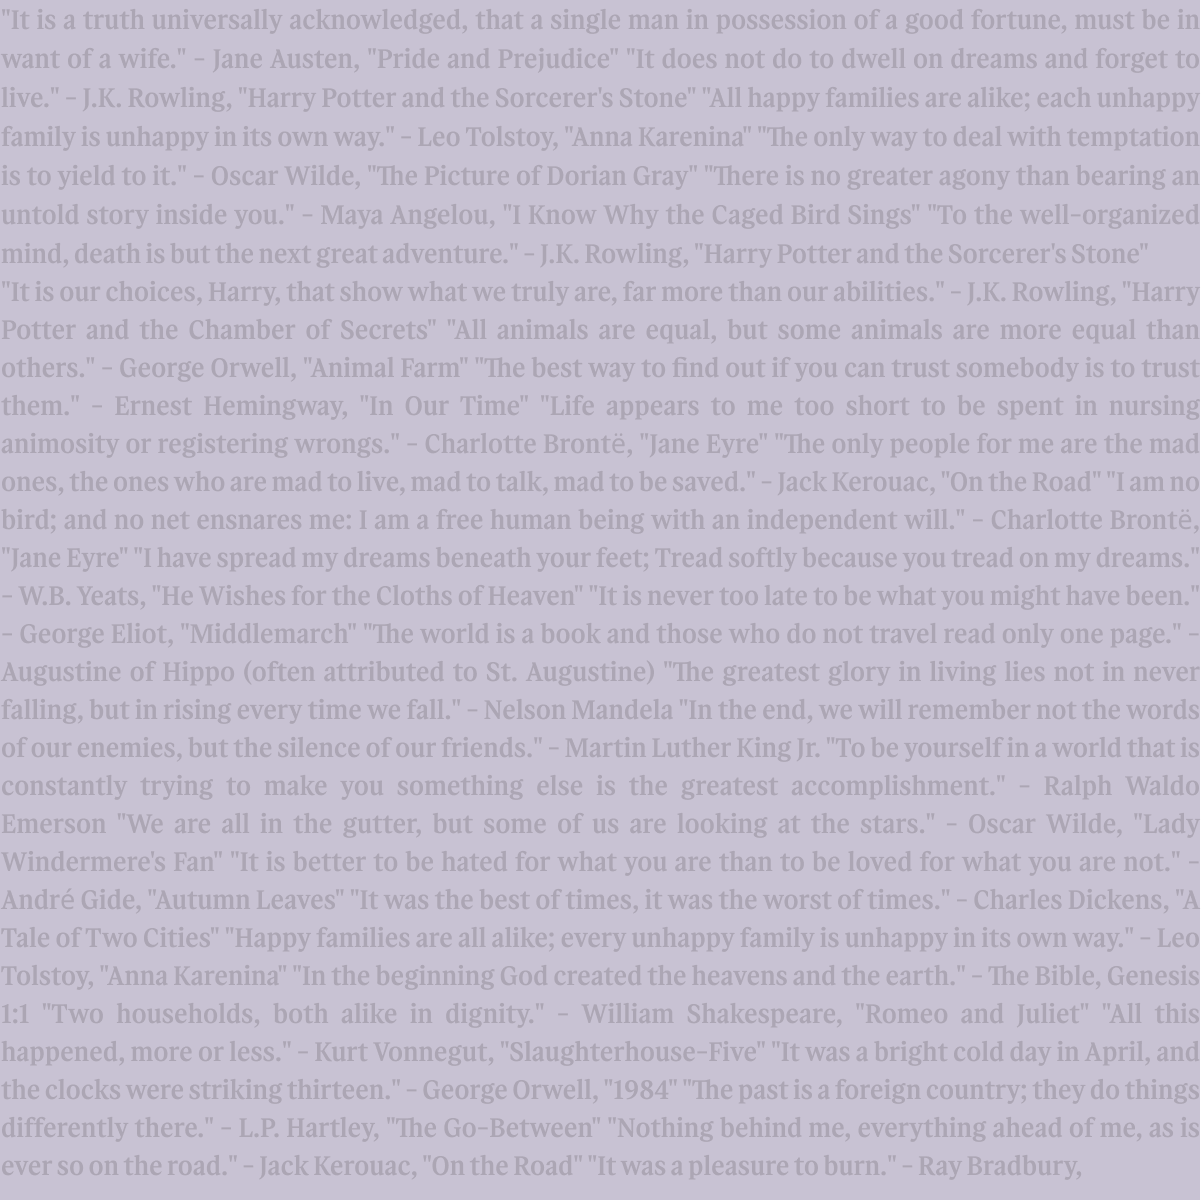 "It is a truth universally acknowledged, that a single man in possession of a good fortune, must be in
want of a wife." – Jane Austen, "Pride and Prejudice" "It does not do to dwell on dreams and forget to
live." – J.K. Rowling, "Harry Potter and the Sorcerer's Stone" "All happy families are alike; each unhappy
family is unhappy in its own way." – Leo Tolstoy, "Anna Karenina" "The only way to deal with temptation
is to yield to it." – Oscar Wilde, "The Picture of Dorian Gray" "There is no greater agony than bearing an
untold story inside you." – Maya Angelou, "I Know Why the Caged Bird Sings" "To the well-organized
mind, death is but the next great adventure." – J.K. Rowling, "Harry Potter and the Sorcerer's Stone"
"It is our choices, Harry, that show what we truly are, far more than our abilities." – J.K. Rowling, "Harry
Potter and the Chamber of Secrets" "All animals are equal, but some animals are more equal than
others." – George Orwell, "Animal Farm" "The best way to find out if you can trust somebody is to trust
them." – Ernest Hemingway, "In Our Time" "Life appears to me too short to be spent in nursing
animosity or registering wrongs." – Charlotte Brontë, "Jane Eyre" "The only people for me are the mad
ones, the ones who are mad to live, mad to talk, mad to be saved." – Jack Kerouac, "On the Road" "I am no
bird; and no net ensnares me: I am a free human being with an independent will." – Charlotte Brontë,
"Jane Eyre" "I have spread my dreams beneath your feet; Tread softly because you tread on my dreams."
– W.B. Yeats, "He Wishes for the Cloths of Heaven" "It is never too late to be what you might have been."
– George Eliot, "Middlemarch" "The world is a book and those who do not travel read only one page." –
Augustine of Hippo (often attributed to St. Augustine) "The greatest glory in living lies not in never
falling, but in rising every time we fall." – Nelson Mandela "In the end, we will remember not the words
of our enemies, but the silence of our friends." – Martin Luther King Jr. "To be yourself in a world that is
constantly trying to make you something else is the greatest accomplishment." – Ralph Waldo
Emerson "We are all in the gutter, but some of us are looking at the stars." – Oscar Wilde, "Lady
Windermere's Fan" "It is better to be hated for what you are than to be loved for what you are not." –
André Gide, "Autumn Leaves" "It was the best of times, it was the worst of times." – Charles Dickens, "A
Tale of Two Cities" "Happy families are all alike; every unhappy family is unhappy in its own way." – Leo
Tolstoy, "Anna Karenina" "In the beginning God created the heavens and the earth." – The Bible, Genesis
1:1 "Two households, both alike in dignity." – William Shakespeare, "Romeo and Juliet" "All this
happened, more or less." – Kurt Vonnegut, "Slaughterhouse-Five" "It was a bright cold day in April, and
the clocks were striking thirteen." – George Orwell, "1984" "The past is a foreign country; they do things
differently there." – L.P. Hartley, "The Go-Between" "Nothing behind me, everything ahead of me, as is
ever so on the road." – Jack Kerouac, "On the Road" "It was a pleasure to burn." – Ray Bradbury,